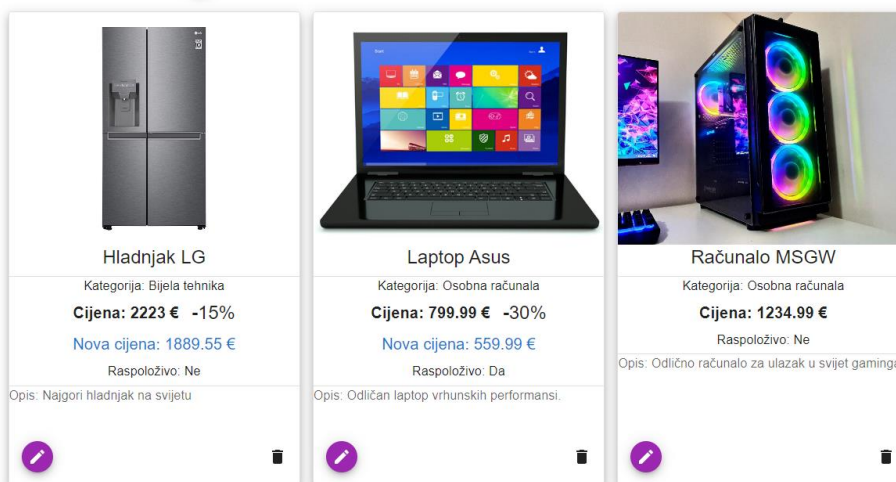 Hladnjak LG
Kategorija: Bijela tehnika
Cijena: 2223 € -15%
Nova cijena: 1889.55 €
Raspoloživo: Ne
Opis: Najgori hladnjak na svijetu
Laptop Asus
Kategorija: Osobna računala
Cijena: 799.99 € -30%
Nova cijena: 559.99 €
Raspoloživo: Da
Opis: Odličan laptop vrhunskih performansi.
Računalo MSGW
Kategorija: Osobna računala
Cijena: 1234.99 €
Raspoloživo: Ne
Opis: Odlično računalo za ulazak u svijet gaminga